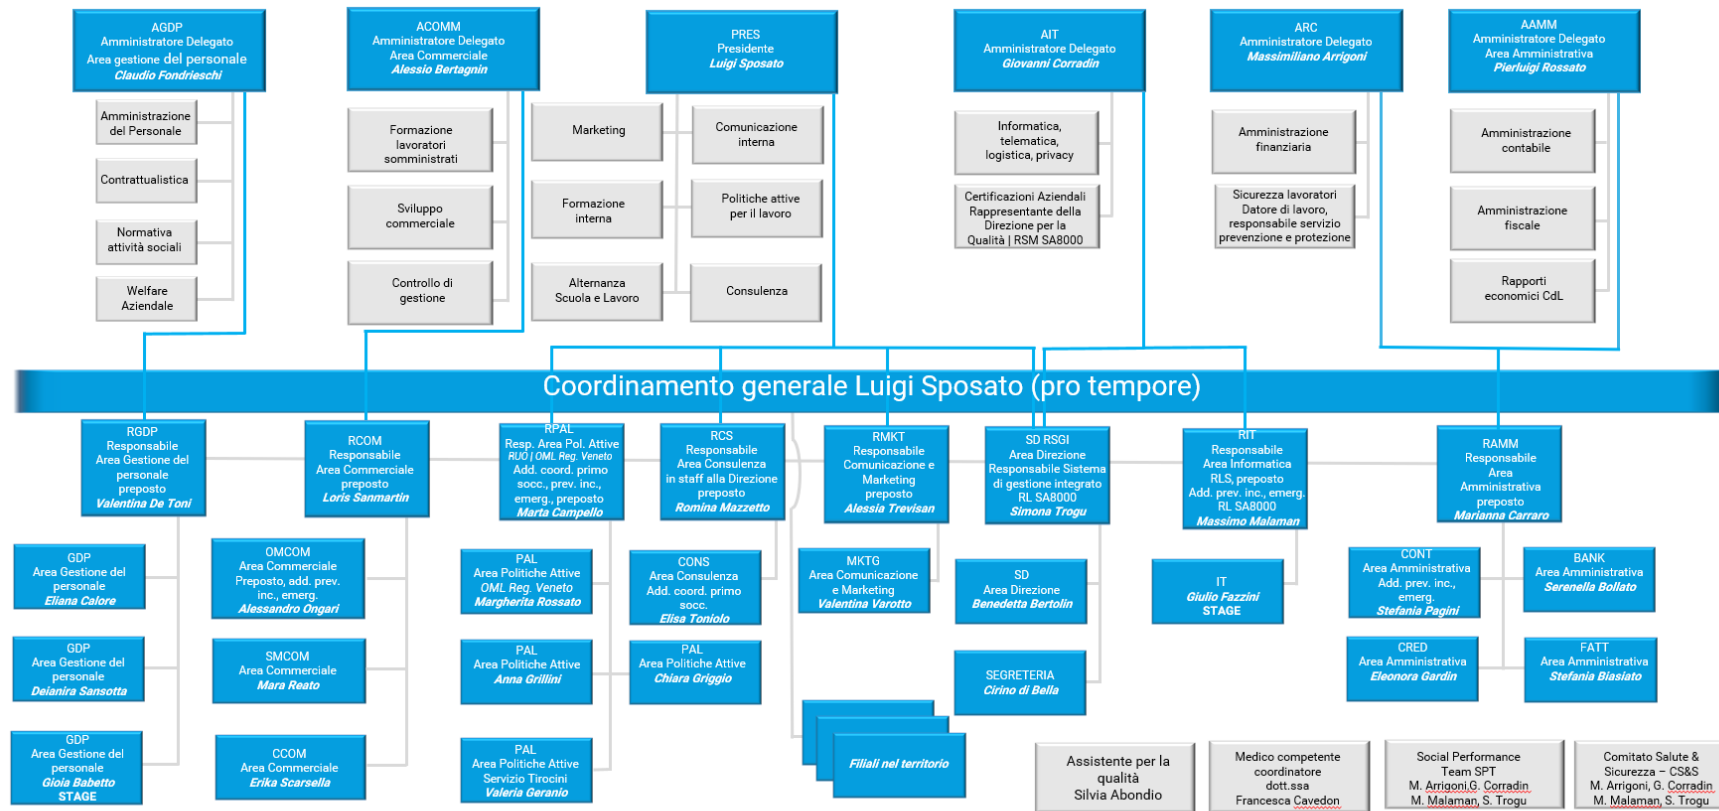 AGDP
Amministratore Delegato
Area gestione del personale
Claudio Fondrieschi
ACOMM
Amministratore Delegato
Area Commerciale
Alessio Bertagnin
PRES
Presidente
Luigi Sposato
AIT
Amministratore Delegato
Giovanni Corradin
ARC
Amministratore Delegato
Massimiliano Arrigoni
AAMM
Amministratore Delegato
Area Amministrativa
Pierluigi Rossato
Amministrazione
del Personale
Contrattualistica
Normativa
attività sociali
Welfare
Aziendale
Formazione
lavoratori
somministrati
Sviluppo
commerciale
Controllo di
gestione
Marketing
Comunicazione
interna
Formazione
interna
Politiche attive
per il lavoro
Alternanza
Scuola e Lavoro
Consulenza
Informatica,
telematica,
logistica, privacy
Certificazioni Aziendali
Rappresentante della
Direzione per la
Qualità | RSM SA8000
Amministrazione
finanziaria
Sicurezza lavoratori
Datore di lavoro,
responsabile servizio
prevenzione e protezione
Amministrazione
contabile
Amministrazione
fiscale
Rapporti
economici CdL
Coordinamento generale Luigi Sposato (pro tempore)
RGDP
Responsabile
Area Gestione del
personale
preposto
Valentina De Toni
RCOM
Responsabile
Area Commerciale
preposto
Loris Sanmartin
RPAL
Resp. Area Pol. Attive
RUO | OML Reg. Veneto
Add. coord. primo
socc., prev. inc.,
emerg., preposto
Marta Campello
RCS
Responsabile
Area Consulenza
in staff alla Direzione
preposto
Romina Mazzetto
RMKT
Responsabile
Comunicazione e
Marketing
preposto
Alessia Trevisan
SD RSGI
Area Direzione
Responsabile Sistema
di gestione integrato
RL SA8000
Simona Trogu
RIT
Responsabile
Area Informatica
RLS, preposto
Add. prev. inc., emerg.
RL SA8000
Massimo Malaman
RAMM
Responsabile
Area
Amministrativa
preposto
Marianna Carraro
GDP
Area Gestione del
personale
Eliana Calore
GDP
Area Gestione del
personale
Deianira Sansotta
GDP
Area Gestione del
personale
Gioia Babetto
STAGE
OMCOM
Area Commerciale
Preposto, add. prev.
inc., emerg.
Alessandro Ongari
SMCOM
Area Commerciale
Mara Reato
CCOM
Area Commerciale
Erika Scarsella
PAL
Area Politiche Attive
OML Reg. Veneto
Margherita Rossato
PAL
Area Politiche Attive
Anna Grillini
PAL
Area Politiche Attive
Servizio Tirocini
Valeria Geranio
CONS
Area Consulenza
Add. coord. primo
socc.
Elisa Toniolo
PAL
Area Politiche Attive
Chiara Griggio
MKTG
Area Comunicazione
e Marketing
Valentina Varotto
SD
Area Direzione
Benedetta Bertolin
SEGRETERIA
Cirino di Bella
IT
Giulio Fazzini
STAGE
CONT
Area Amministrativa
Add. prev. inc.,
emerg.
Stefania Pagini
BANK
Area Amministrativa
Serenella Bollato
CRED
Area Amministrativa
Eleonora Gardin
FATT
Area Amministrativa
Stefania Biasiato
Filiali nel territorio
Assistente per la
qualità
Silvia Abondio
Medico competente
coordinatore
dott.ssa
Francesca Cavedon
Social Performance
Team SPT
M. Arrigoni,G. Corradin
M. Malaman, S. Trogu
Comitato Salute &
Sicurezza – CS&S
M. Arrigoni, G. Corradin
M. Malaman, S. Trogu